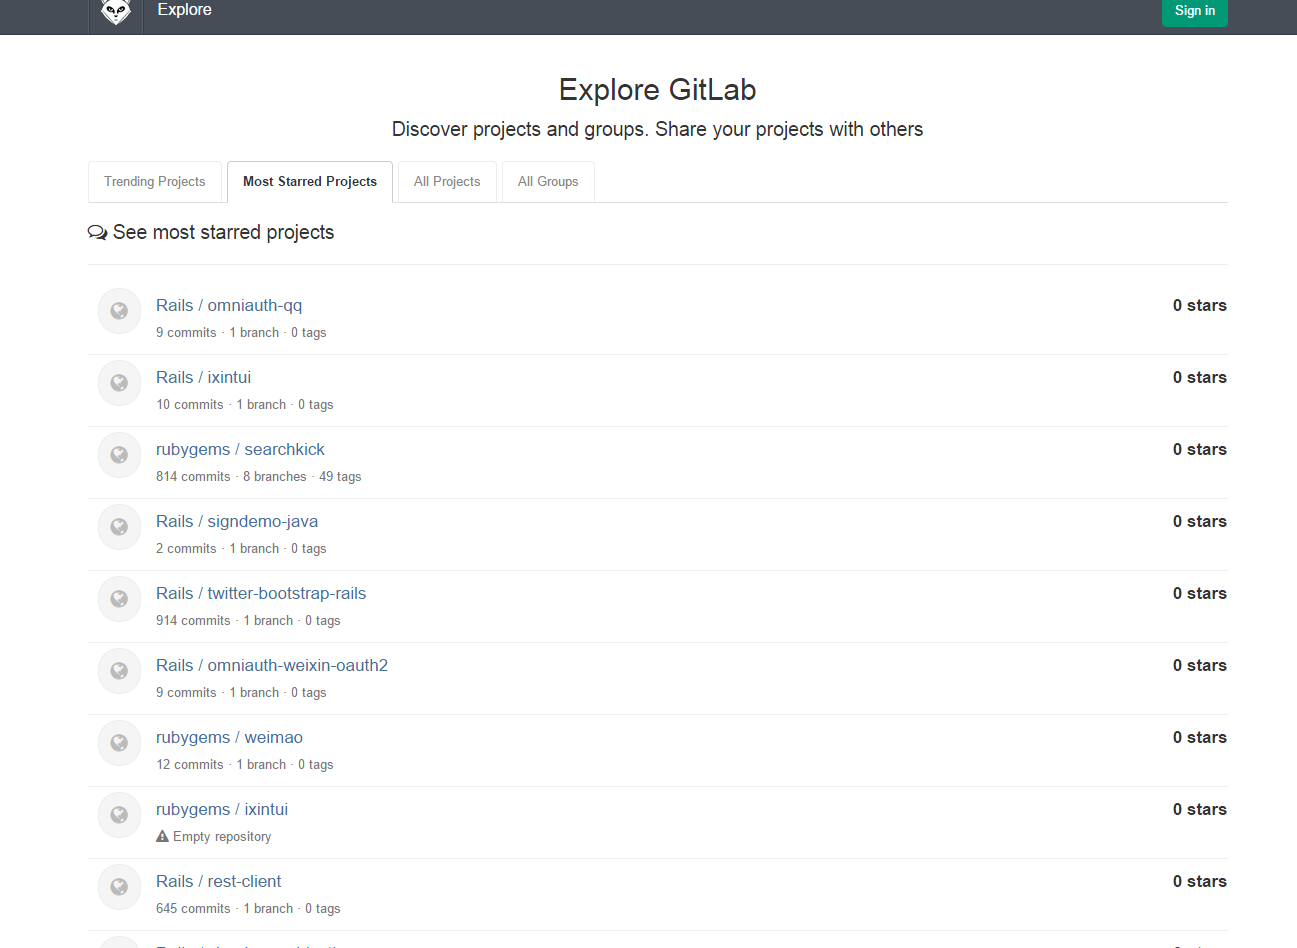 Explore
Sign in
Explore GitLab
Discover projects and groups. Share your projects with others
Trending Projects
Most Starred Projects
All Projects
All Groups
See most starred projects
Rails / omniauth-qq
0 stars
9 commits · 1 branch · 0 tags
Rails / ixintui
0 stars
10 commits · 1 branch · 0 tags
rubygems / searchkick
0 stars
814 commits · 8 branches · 49 tags
Rails / signdemo-java
0 stars
2 commits · 1 branch · 0 tags
Rails / twitter-bootstrap-rails
0 stars
914 commits · 1 branch · 0 tags
Rails / omniauth-weixin-oauth2
0 stars
9 commits · 1 branch · 0 tags
rubygems / weimao
0 stars
12 commits · 1 branch · 0 tags
rubygems / ixintui
0 stars
Empty repository
Rails / rest-client
0 stars
645 commits · 1 branch · 0 tags